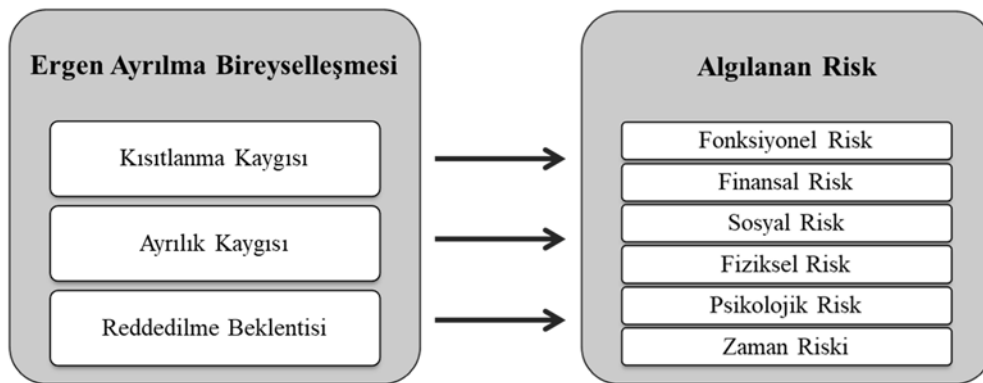 Ergen Ayrılma Bireyselleşmesi
Kısıtlanma Kaygısı
Ayrılık Kaygısı
Reddedilme Beklentisi
Algılanan Risk
Fonksiyonel Risk
Finansal Risk
Sosyal Risk
Fiziksel Risk
Psikolojik Risk
Zaman Riski